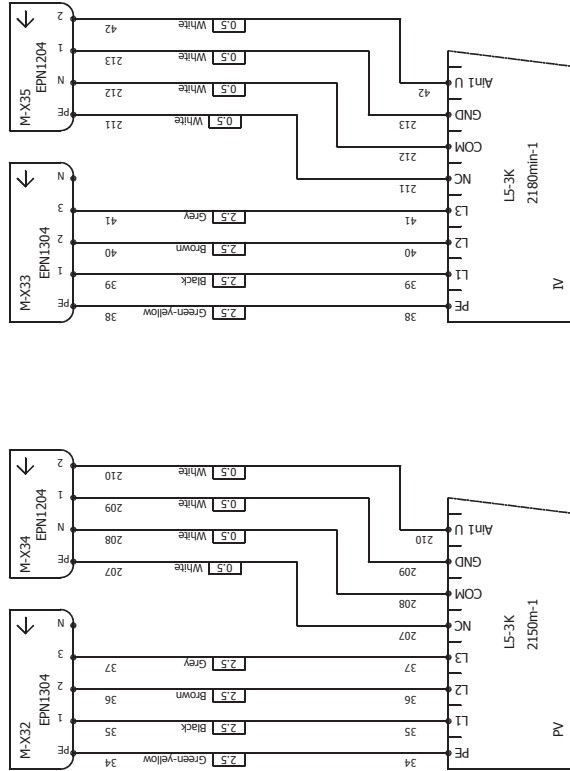 M-X35
EPN1204
2 42 White 0.5 42 Ain1 U
1 213 White 0.5 213 GND
N 212 White 0.5 212 COM
PE 211 White 0.5 211 NC
M-X33
EPN1304
N
3 41 Grey 2.5 41 L3
2 40 Brown 2.5 40 L2
1 39 Black 2.5 39 L1
PE 38 Green-yellow 2.5 38 PE
L5-3K
2180min-1
IV
M-X34
EPN1204
2 210 White 0.5 210 Ain1 U
1 209 White 0.5 209 GND
N 208 White 0.5 208 COM
PE 207 White 0.5 207 NC
M-X32
EPN1304
N
3 37 Grey 2.5 37 L3
2 36 Brown 2.5 36 L2
1 35 Black 2.5 35 L1
PE 34 Green-yellow 2.5 34 PE
L5-3K
2150m-1
PV